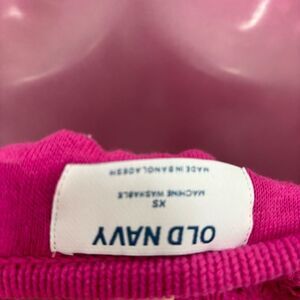 OLD NAVY
XS
MACHINE WASHABLE
MADE IN BANGLADESH